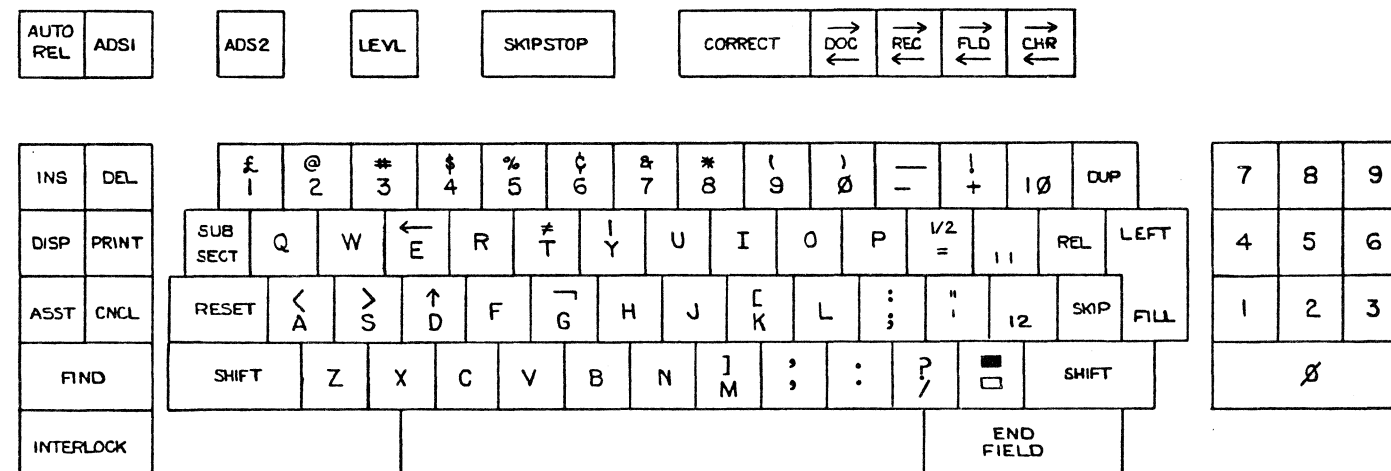 AUTO REL ADS1 ADS2 LEVL SKIPSTOP CORRECT → DOC ← → REC ← → FLD ← → CHR ←
INS DEL £ 1 @ 2 # 3 $ 4 % 5 ¢ 6 & 7 * 8 ( 9 ) Ø — - ! + 1Ø DUP 7 8 9
DISP PRINT SUB SECT Q W ← E R ≠ T | Y U I O P 1/2 = 11 REL LEFT 4 5 6
ASST CNCL RESET < A > S ↑ D F ¬ G H J [ K L : ; " ' 12 SKIP FILL 1 2 3
FIND SHIFT Z X C V B N ] M , , . . ? / SHIFT Ø
INTERLOCK END FIELD